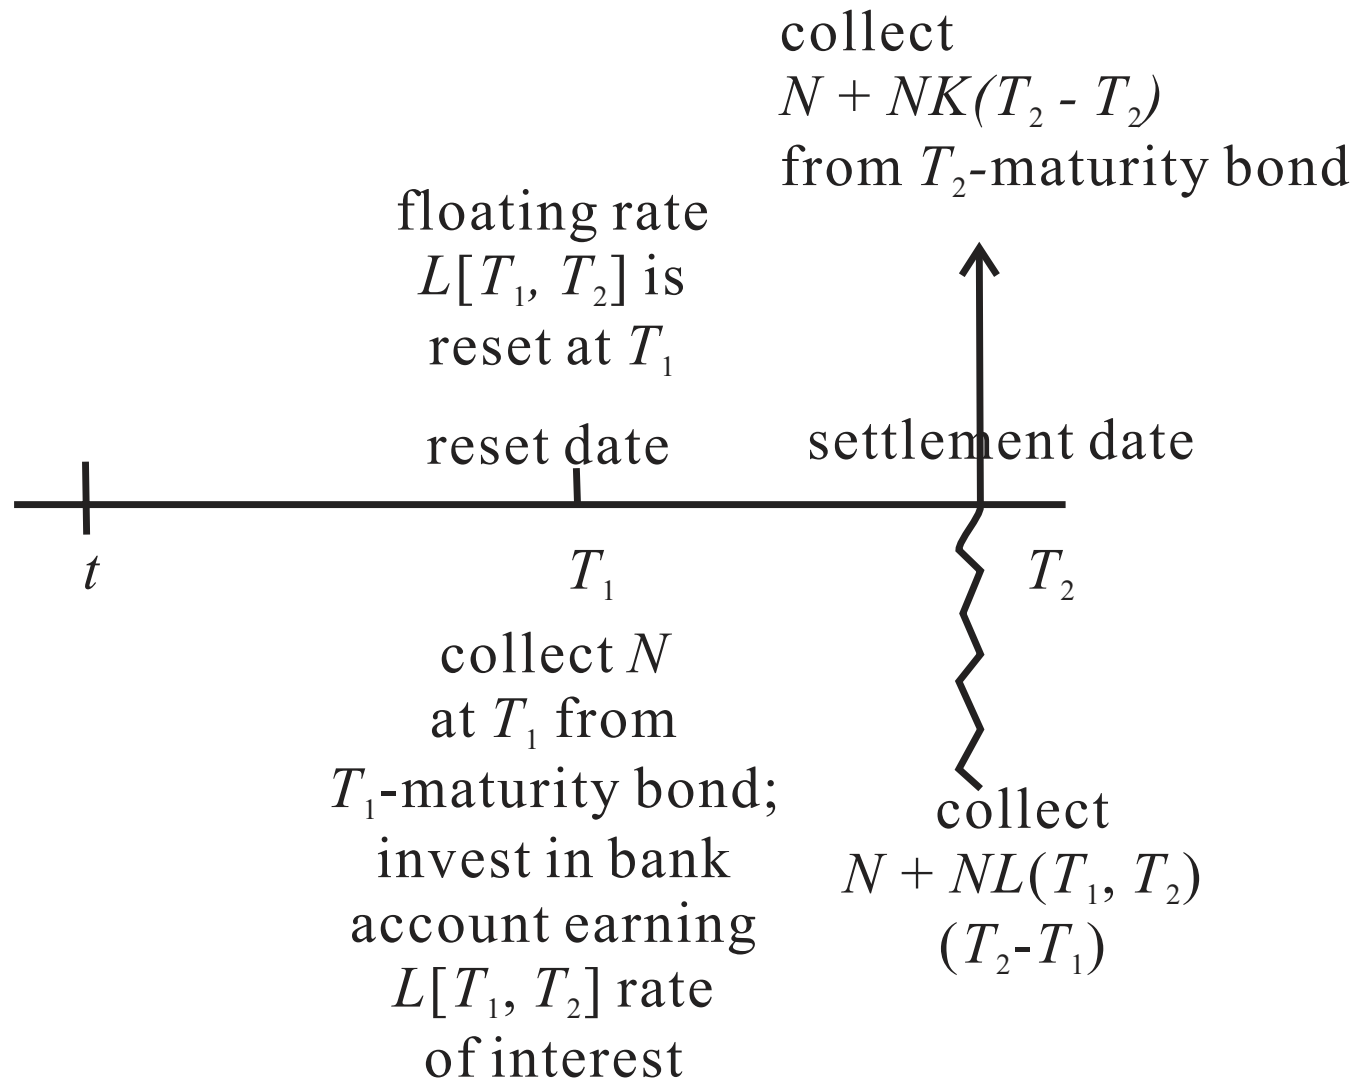 collect
N + NK(T₂ - T₂)
from T₂-maturity bond
floating rate
L[T₁, T₂] is
reset at T₁
reset date
settlement date
t
T₁
T₂
collect N
at T₁ from
T₁-maturity bond;
invest in bank
account earning
L[T₁, T₂] rate
of interest
collect
N + NL(T₁, T₂)
(T₂-T₁)